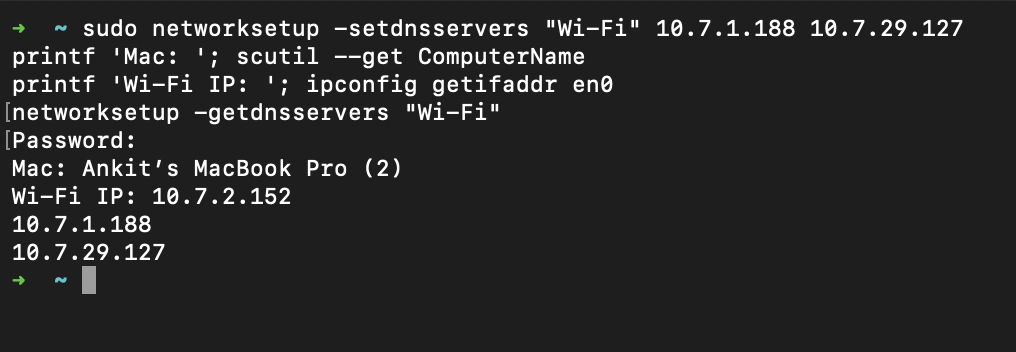 ➜  ~ sudo networksetup -setdnsservers "Wi-Fi" 10.7.1.188 10.7.29.127
printf 'Mac: '; scutil --get ComputerName
printf 'Wi-Fi IP: '; ipconfig getifaddr en0
[networksetup -getdnsservers "Wi-Fi"
[Password:
Mac: Ankit’s MacBook Pro (2)
Wi-Fi IP: 10.7.2.152
10.7.1.188
10.7.29.127
➜  ~